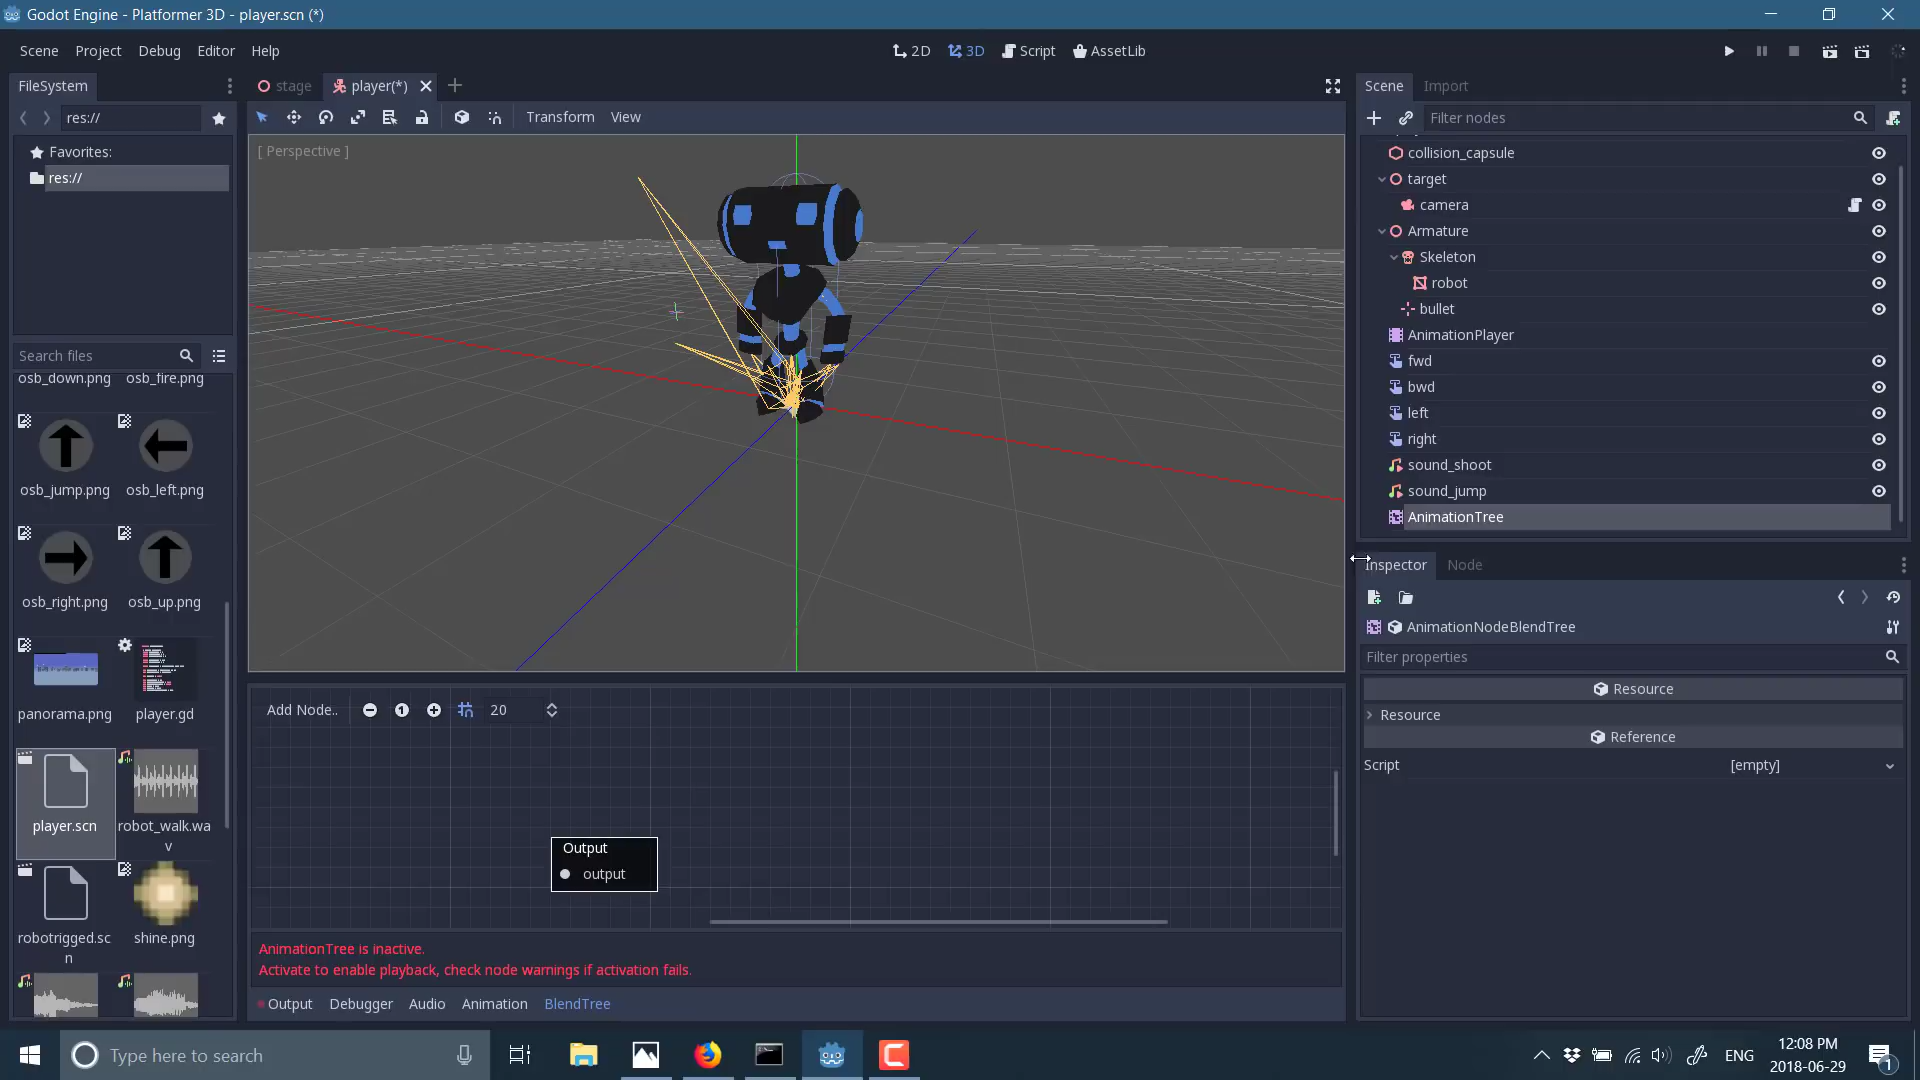 Godot Engine - Platformer 3D - player.scn (*)
Scene Project Debug Editor Help
2D 3D Script AssetLib
FileSystem
res://
Favorites:
res://
Search files
osb_down.png osb_fire.png
osb_jump.png osb_left.png
osb_right.png osb_up.png
panorama.png player.gd
player.scn robot_walk.wa
v
robotrigged.sc shine.png
n
stage player(*)
Transform View
[ Perspective ]
Add Node.. 20
Output
output
AnimationTree is inactive.
Activate to enable playback, check node warnings if activation fails.
Output Debugger Audio Animation BlendTree
Scene Import
Filter nodes
collision_capsule
target
camera
Armature
Skeleton
robot
bullet
AnimationPlayer
fwd
bwd
left
right
sound_shoot
sound_jump
AnimationTree
Inspector Node
AnimationNodeBlendTree
Filter properties
Resource
Resource
Reference
Script [empty]
Type here to search
ENG
12:08 PM
2018-06-29
1